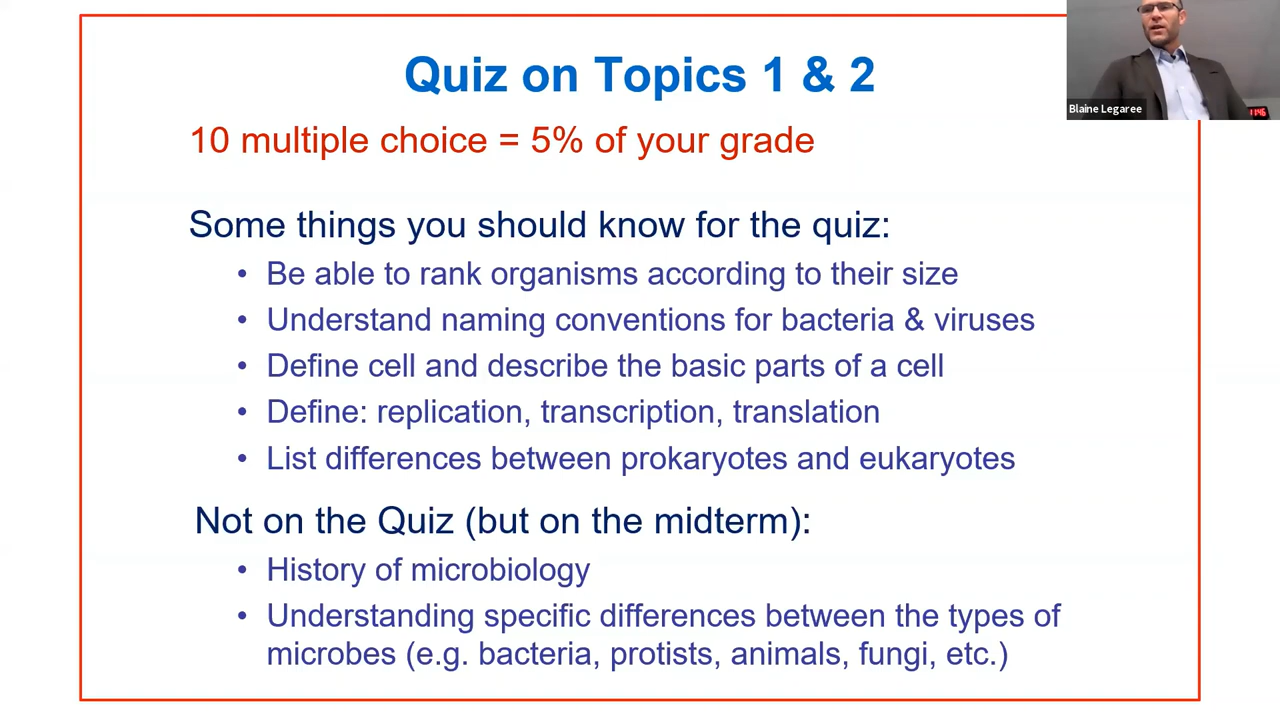 Quiz on Topics 1 & 2
Blaine Legaree
11:45
10 multiple choice = 5% of your grade
Some things you should know for the quiz:
• Be able to rank organisms according to their size
• Understand naming conventions for bacteria & viruses
• Define cell and describe the basic parts of a cell
• Define: replication, transcription, translation
• List differences between prokaryotes and eukaryotes
Not on the Quiz (but on the midterm):
• History of microbiology
• Understanding specific differences between the types of
microbes (e.g. bacteria, protists, animals, fungi, etc.)